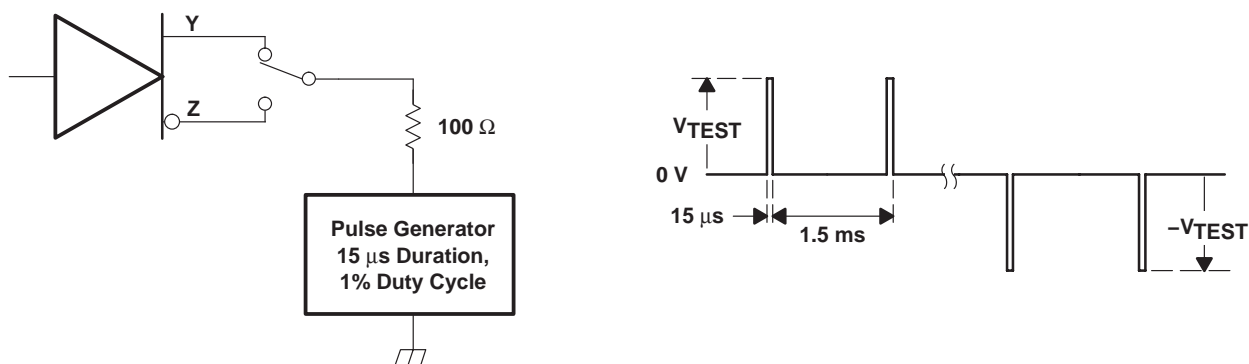 Y
Z
100 Ω
Pulse Generator
15 μs Duration,
1% Duty Cycle
VTEST
0 V
15 μs
1.5 ms
–VTEST